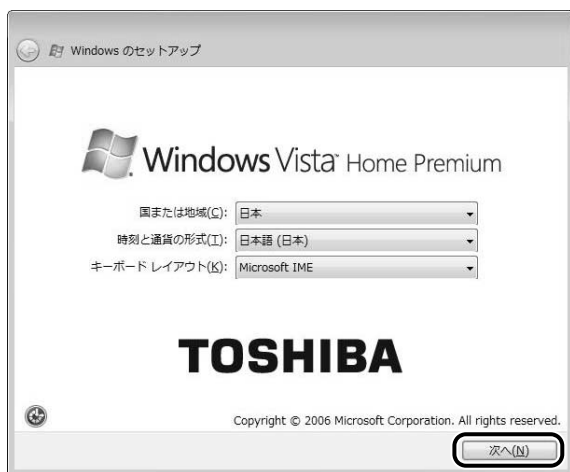 Windows のセットアップ
Windows Vista™ Home Premium
国または地域(C): 日本
時刻と通貨の形式(T): 日本語 (日本)
キーボード レイアウト(K): Microsoft IME
TOSHIBA
Copyright © 2006 Microsoft Corporation. All rights reserved.
次へ(N)